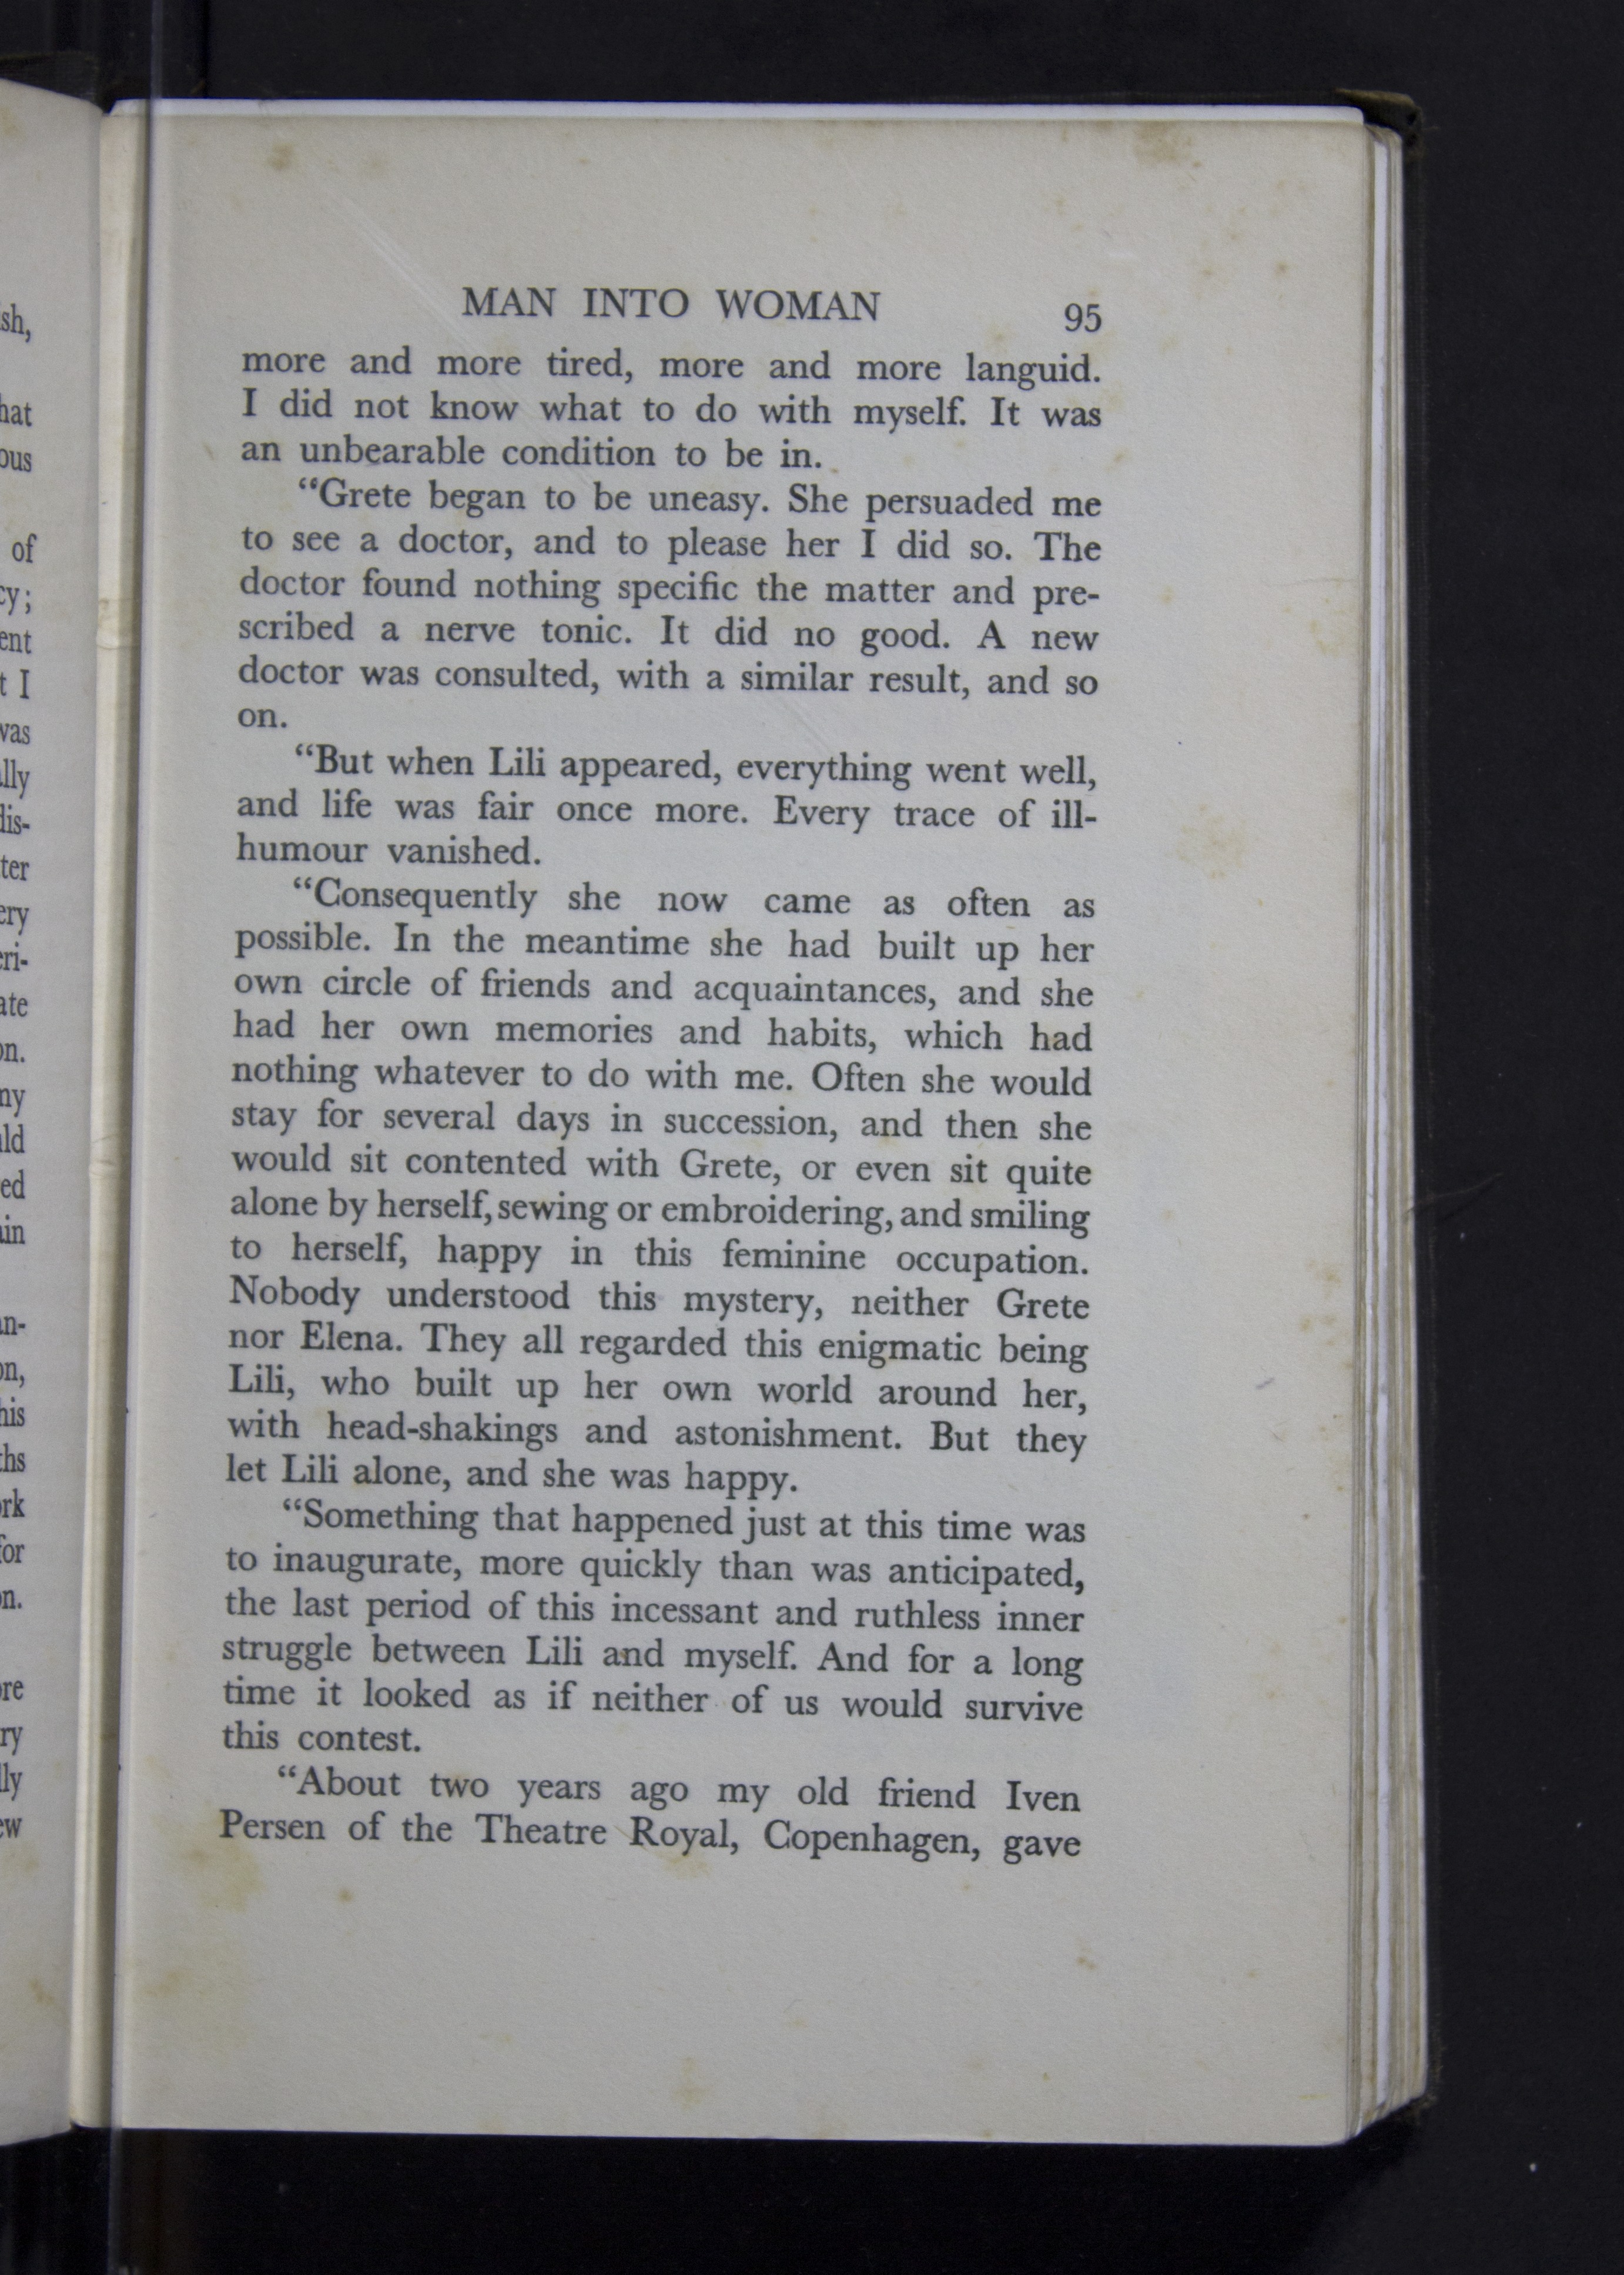 MAN INTO WOMAN 95
more and more tired, more and more languid.
I did not know what to do with myself. It was
an unbearable condition to be in.
“Grete began to be uneasy. She persuaded me
to see a doctor, and to please her I did so. The
doctor found nothing specific the matter and pre-
scribed a nerve tonic. It did no good. A new
doctor was consulted, with a similar result, and so
on.
“But when Lili appeared, everything went well,
and life was fair once more. Every trace of ill-
humour vanished.
“Consequently she now came as often as
possible. In the meantime she had built up her
own circle of friends and acquaintances, and she
had her own memories and habits, which had
nothing whatever to do with me. Often she would
stay for several days in succession, and then she
would sit contented with Grete, or even sit quite
alone by herself, sewing or embroidering, and smiling
to herself, happy in this feminine occupation.
Nobody understood this mystery, neither Grete
nor Elena. They all regarded this enigmatic being
Lili, who built up her own world around her,
with head-shakings and astonishment. But they
let Lili alone, and she was happy.
“Something that happened just at this time was
to inaugurate, more quickly than was anticipated,
the last period of this incessant and ruthless inner
struggle between Lili and myself. And for a long
time it looked as if neither of us would survive
this contest.
“About two years ago my old friend Iven
Persen of the Theatre Royal, Copenhagen, gave